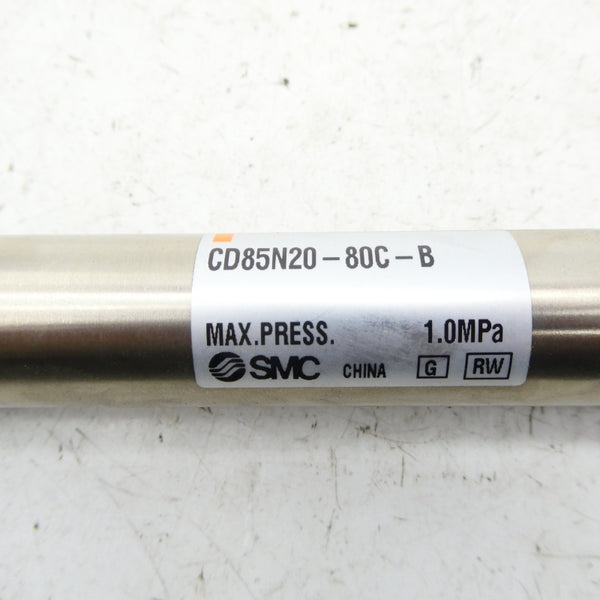 CD85N20-80C-B
MAX.PRESS. 1.0MPa
SMC CHINA G RW